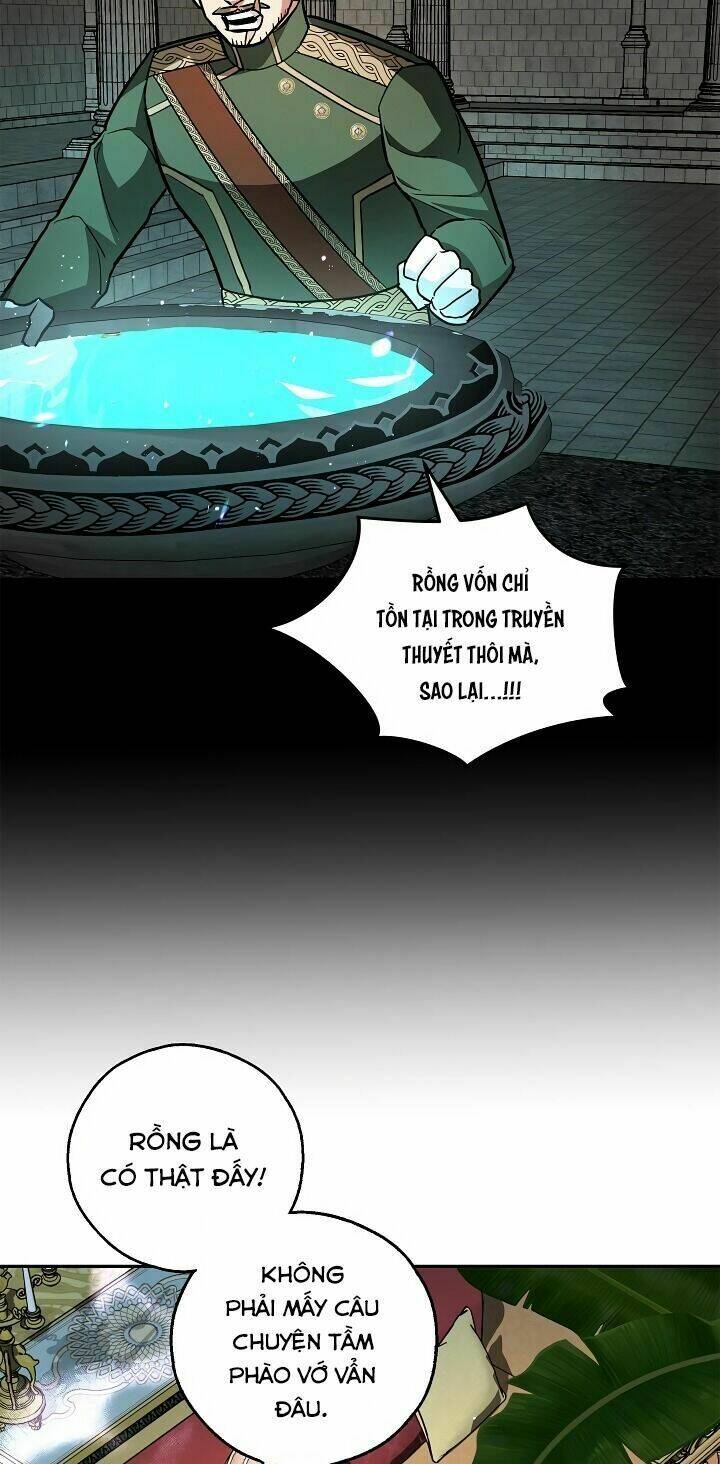 RỒNG VỐN CHỈ
TỒN TẠI TRONG TRUYỀN
THUYẾT THÔI MÀ,
SAO LẠI...!!!
RỒNG LÀ
CÓ THẬT ĐẤY!
KHÔNG
PHẢI MẤY CÂU
CHUYỆN TẦM
PHÀO VỚ VẨN
ĐÂU.